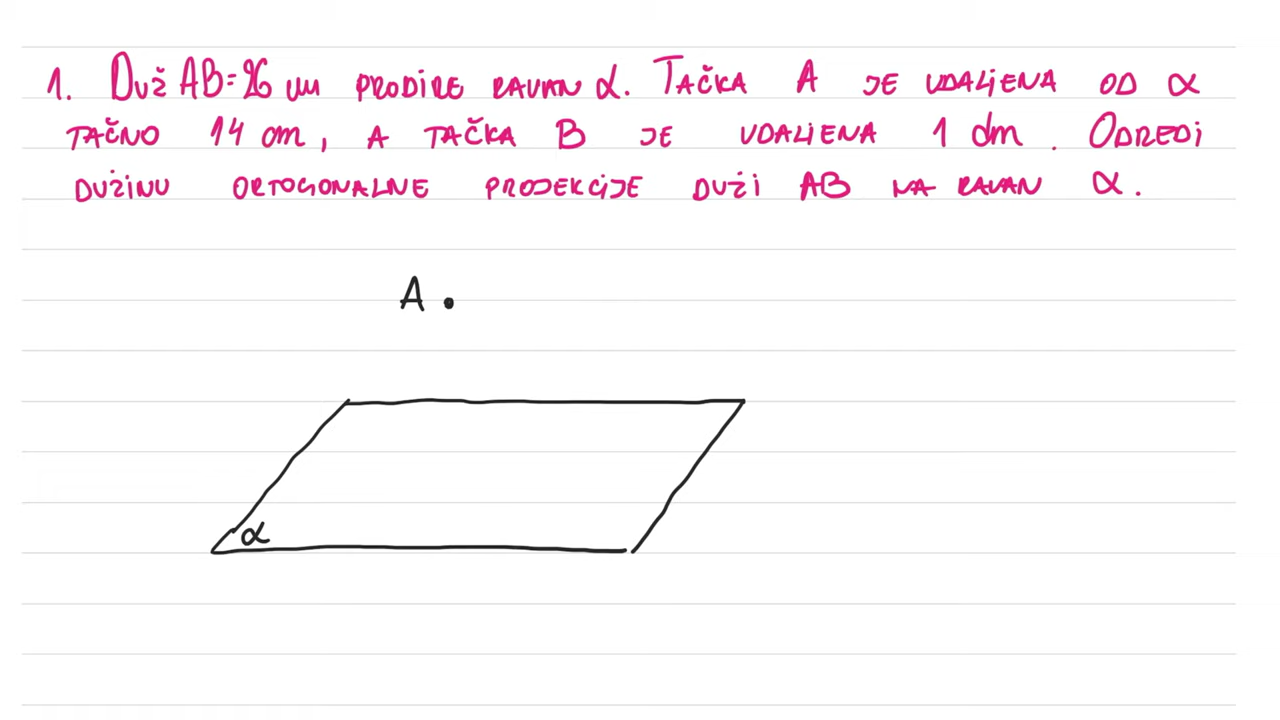 1. Duž AB=26 cm prodire ravan α. Tačka A je udaljena od α
tačno 14 cm, a tačka B je udaljena 1 dm. Odredi
dužinu ortogonalne projekcije duži AB na ravan α.
A
α